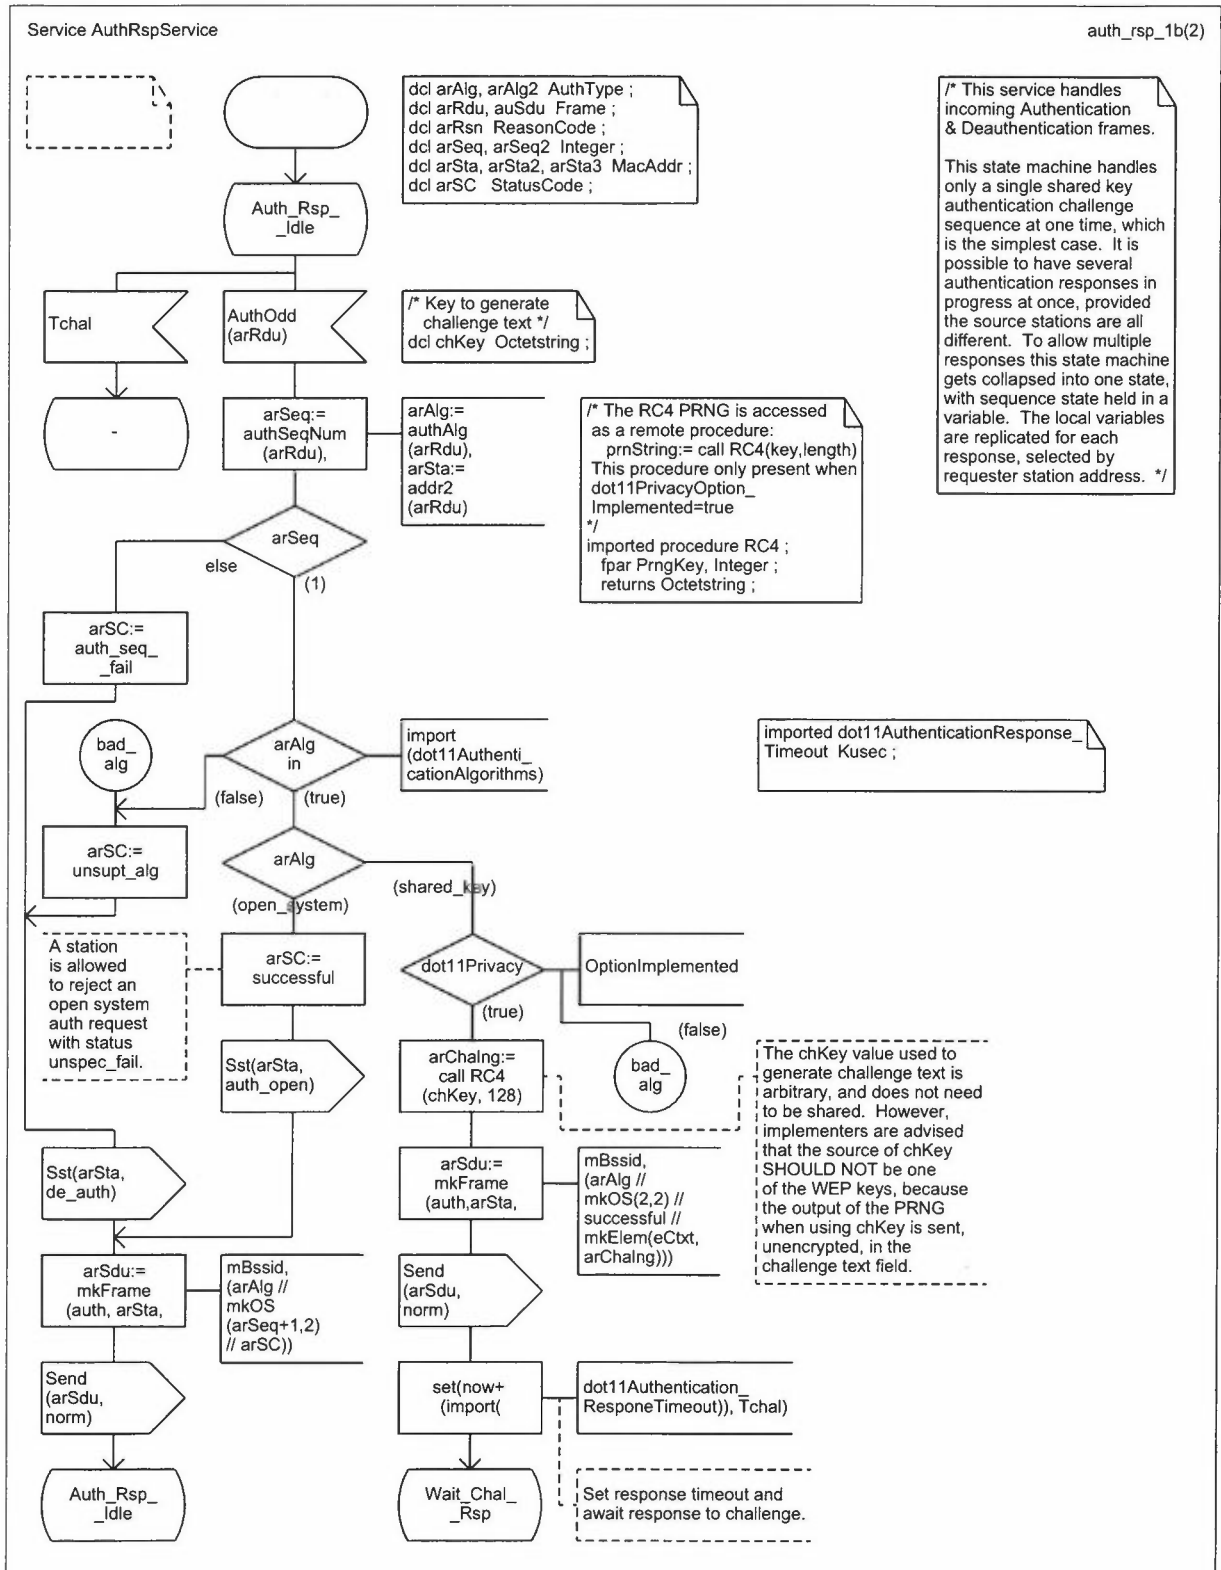 Service AuthRspService
auth_rsp_1b(2)
dcl arAlg, arAlg2 AuthType ;
dcl arRdu, auSdu Frame ;
dcl arRsn ReasonCode ;
dcl arSeq, arSeq2 Integer ;
dcl arSta, arSta2, arSta3 MacAddr ;
dcl arSC StatusCode ;
/* This service handles
incoming Authentication
& Deauthentication frames.
This state machine handles
only a single shared key
authentication challenge
sequence at one time, which
is the simplest case. It is
possible to have several
authentication responses in
progress at once, provided
the source stations are all
different. To allow multiple
responses this state machine
gets collapsed into one state,
with sequence state held in a
variable. The local variables
are replicated for each
response, selected by
requester station address. */
Auth_Rsp_
_Idle
Tchal
AuthOdd
(arRdu)
/* Key to generate
challenge text */
dcl chKey Octetstring ;
-
arSeq:=
authSeqNum
(arRdu),
arAlg:=
authAlg
(arRdu),
arSta:=
addr2
(arRdu)
/* The RC4 PRNG is accessed
as a remote procedure:
prnString:= call RC4(key,length)
This procedure only present when
dot11PrivacyOption_
Implemented=true
*/
imported procedure RC4 ;
fpar PrngKey, Integer ;
returns Octetstring ;
arSeq
else
(1)
arSC:=
auth_seq_
_fail
bad_
alg
arAlg
in
import
(dot11Authenti_
cationAlgorithms)
imported dot11AuthenticationResponse_
Timeout Kusec ;
(false)
(true)
arSC:=
unsupt_alg
arAlg
(shared_key)
(open_system)
A station
is allowed
to reject an
open system
auth request
with status
unspec_fail.
arSC:=
successful
dot11Privacy
OptionImplemented
(true)
(false)
Sst(arSta,
auth_open)
arChalng:=
call RC4
(chKey, 128)
bad_
alg
The chKey value used to
generate challenge text is
arbitrary, and does not need
to be shared. However,
implementers are advised
that the source of chKey
SHOULD NOT be one
of the WEP keys, because
the output of the PRNG
when using chKey is sent,
unencrypted, in the
challenge text field.
Sst(arSta,
de_auth)
arSdu:=
mkFrame
(auth,arSta,
mBssid,
(arAlg //
mkOS(2,2) //
successful //
mkElem(eCtxt,
arChalng)))
arSdu:=
mkFrame
(auth, arSta,
mBssid,
(arAlg //
mkOS
(arSeq+1,2)
// arSC))
Send
(arSdu,
norm)
Send
(arSdu,
norm)
set(now+
(import(
dot11Authentication_
ResponeTimeout)), Tchal)
Auth_Rsp_
_Idle
Wait_Chal_
_Rsp
Set response timeout and
await response to challenge.